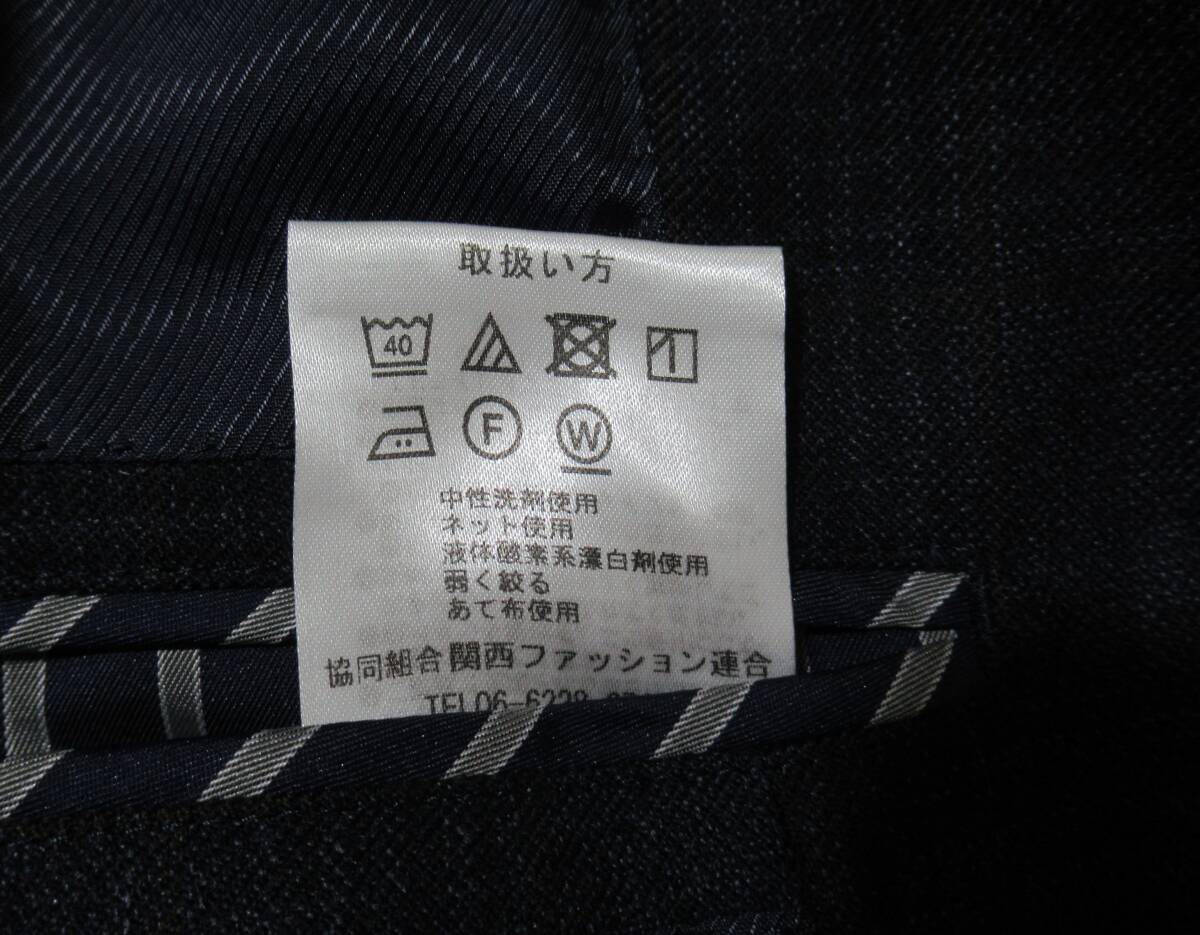 取扱い方
40
F W
中性洗剤使用
ネット使用
液体酸素系漂白剤使用
弱く絞る
あて布使用
協同組合関西ファッション連合
TEL06-6228